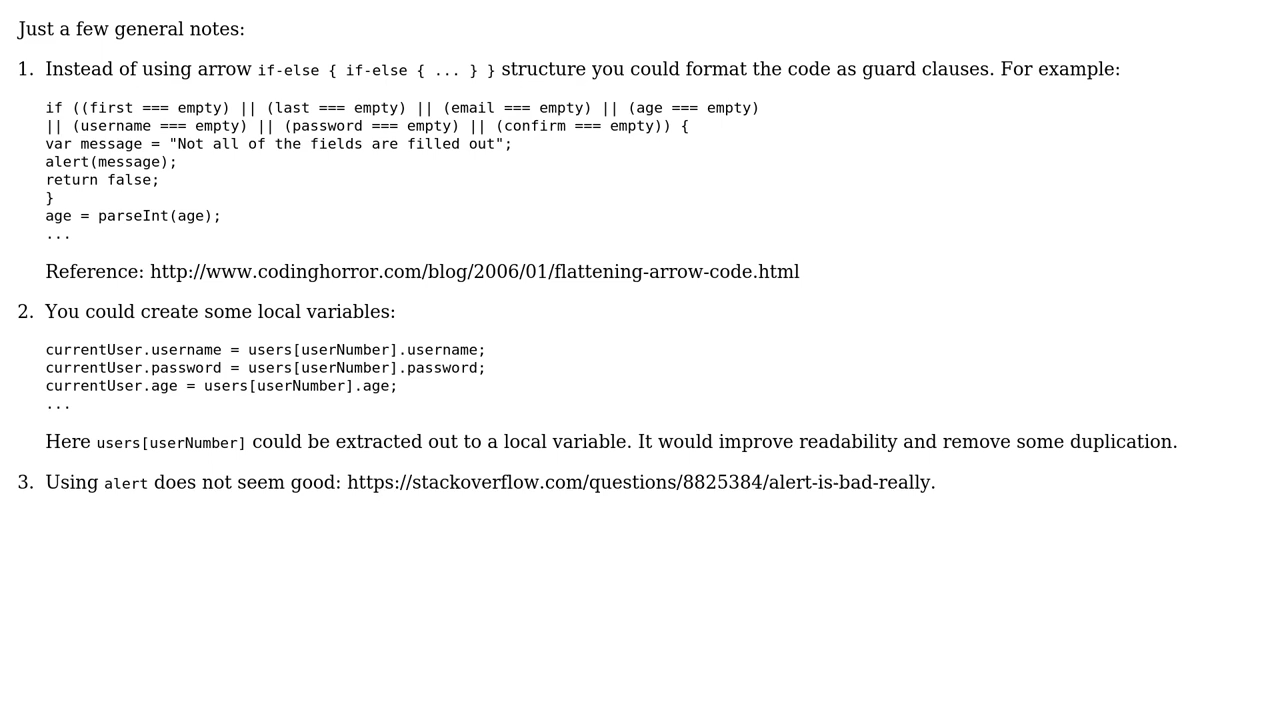 Just a few general notes:
1. Instead of using arrow if-else { if-else { ... } } structure you could format the code as guard clauses. For example:
if ((first === empty) || (last === empty) || (email === empty) || (age === empty)
|| (username === empty) || (password === empty) || (confirm === empty)) {
var message = "Not all of the fields are filled out";
alert(message);
return false;
}
age = parseInt(age);
...
Reference: http://www.codinghorror.com/blog/2006/01/flattening-arrow-code.html
2. You could create some local variables:
currentUser.username = users[userNumber].username;
currentUser.password = users[userNumber].password;
currentUser.age = users[userNumber].age;
...
Here users[userNumber] could be extracted out to a local variable. It would improve readability and remove some duplication.
3. Using alert does not seem good: https://stackoverflow.com/questions/8825384/alert-is-bad-really.